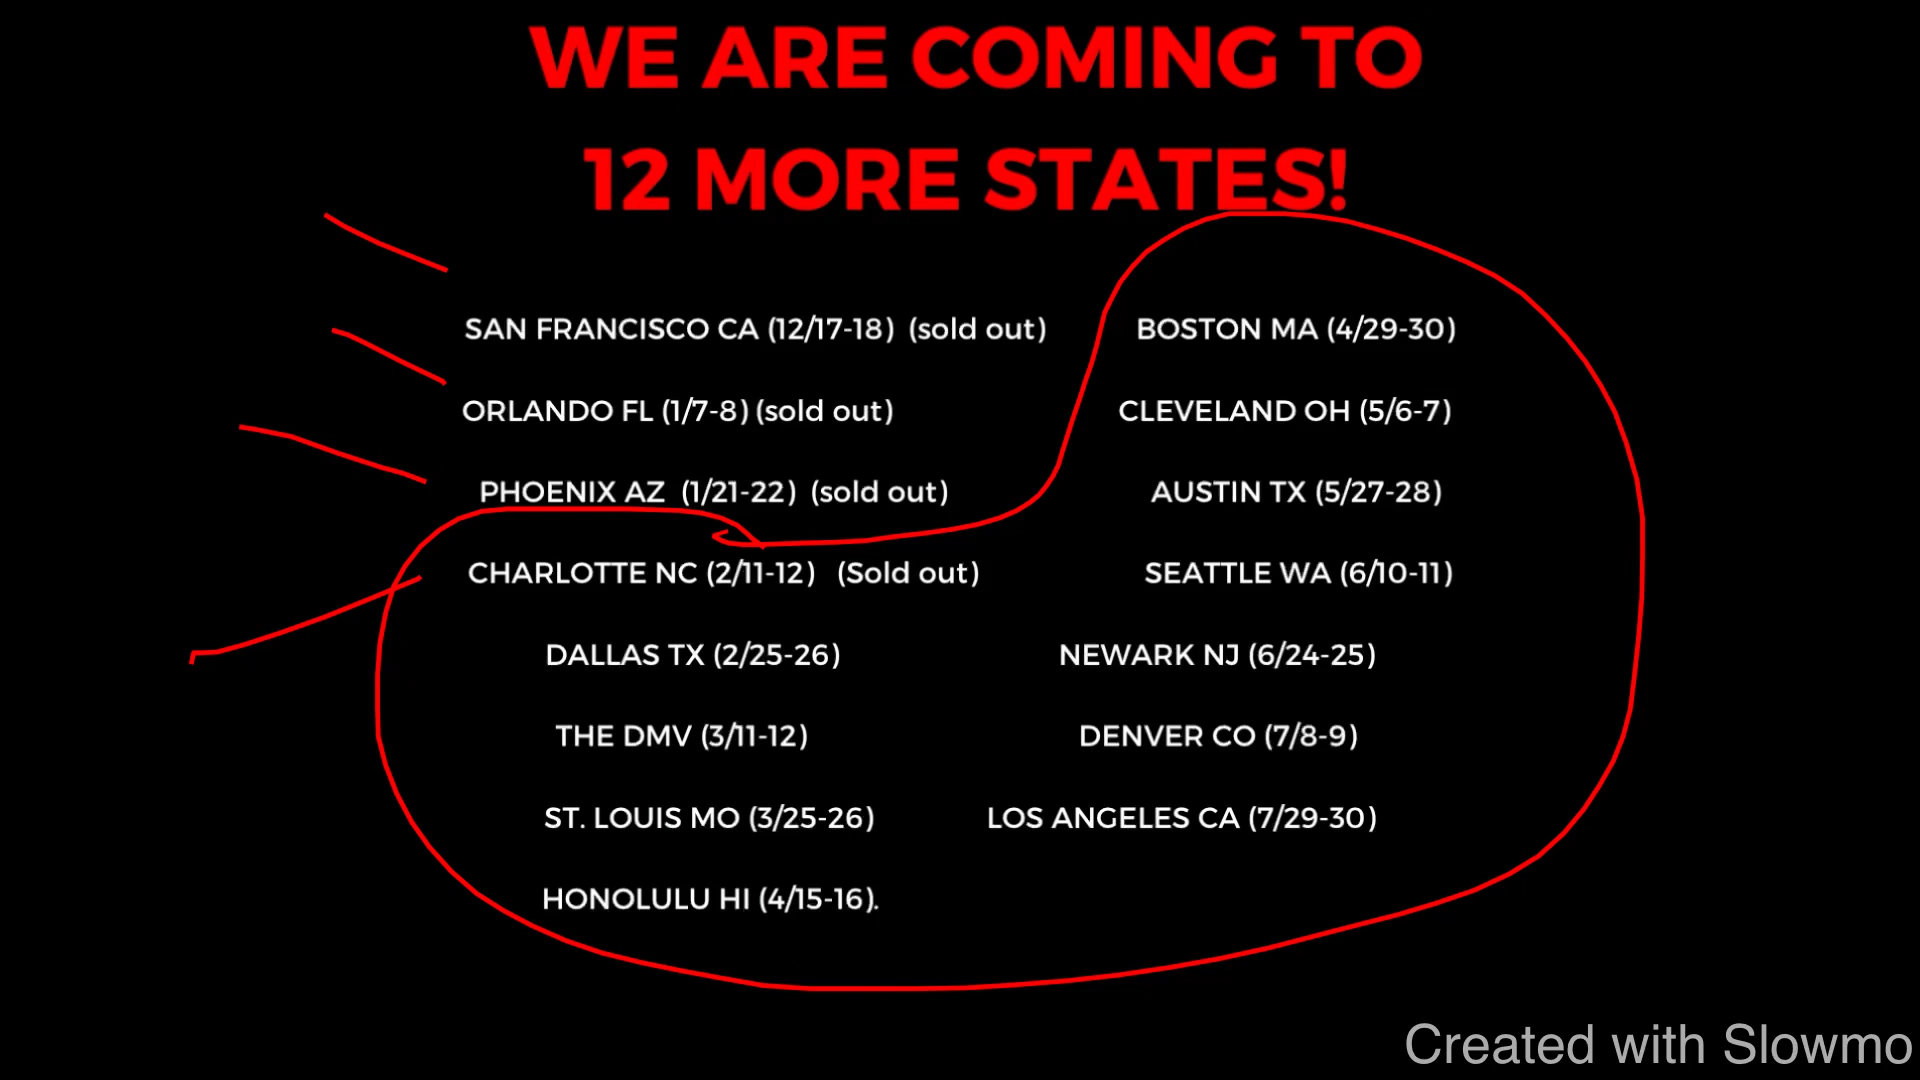 WE ARE COMING TO
12 MORE STATES!
SAN FRANCISCO CA (12/17-18) (sold out)
ORLANDO FL (1/7-8) (sold out)
PHOENIX AZ (1/21-22) (sold out)
CHARLOTTE NC (2/11-12) (Sold out)
DALLAS TX (2/25-26)
THE DMV (3/11-12)
ST. LOUIS MO (3/25-26)
HONOLULU HI (4/15-16).
BOSTON MA (4/29-30)
CLEVELAND OH (5/6-7)
AUSTIN TX (5/27-28)
SEATTLE WA (6/10-11)
NEWARK NJ (6/24-25)
DENVER CO (7/8-9)
LOS ANGELES CA (7/29-30)
Created with Slowmo